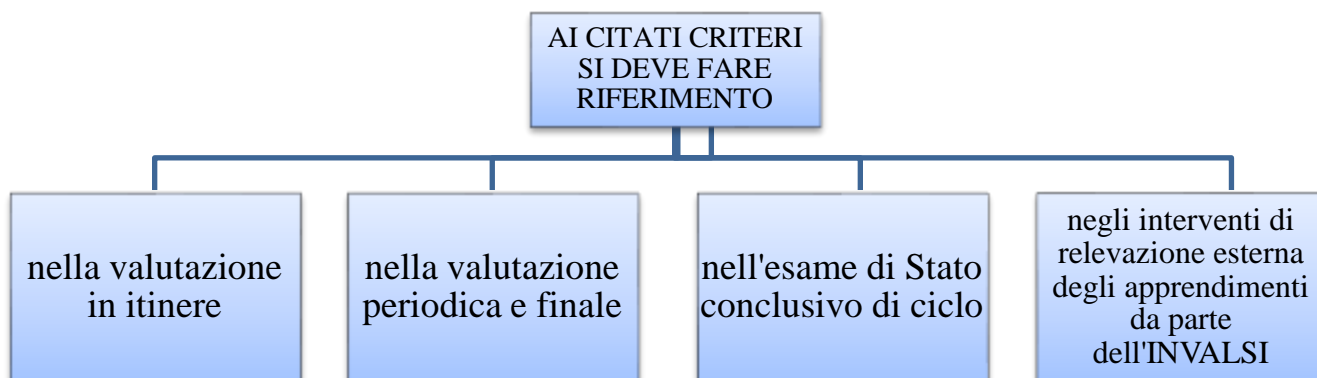 AI CITATI CRITERI
SI DEVE FARE
RIFERIMENTO
nella valutazione
in itinere
nella valutazione
periodica e finale
nell'esame di Stato
conclusivo di ciclo
negli interventi di
relevazione esterna
degli apprendimenti
da parte
dell'INVALSI